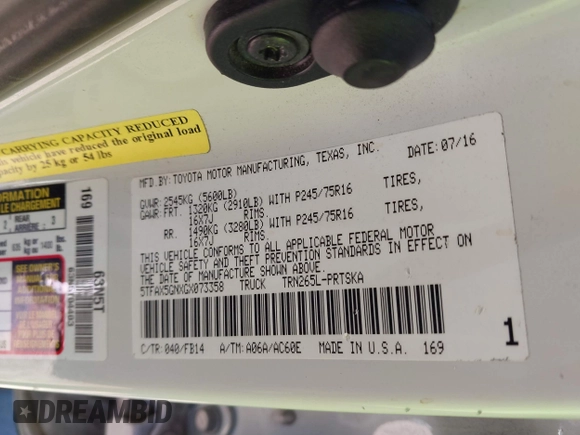 CARRYING CAPACITY REDUCED
vehicle have reduced the original load
by 25 kg or 54 lbs
MFD.BY: TOYOTA MOTOR MANUFACTURING, TEXAS, INC. DATE: 07/16
GVWR: 2545KG (5600LB)
GAWR: FRT. 1320KG (2910LB) WITH P245/75R16 TIRES,
16X7J RIMS.
RR. 1490KG (3280LB) WITH P245/75R16 TIRES,
16X7J RIMS.
THIS VEHICLE CONFORMS TO ALL APPLICABLE FEDERAL MOTOR
VEHICLE SAFETY STANDARDS IN EFFECT ON
THE DATE OF MANUFACTURE SHOWN ABOVE.
5TFAX5GNXGX073358 TRUCK TRN265L-PRTSKA
C/TR: 040/FB14 A/TM: A06A/AC60E MADE IN U.S.A. 169
1
169
REAR 3
SEE OWNER'S
DREAMBID